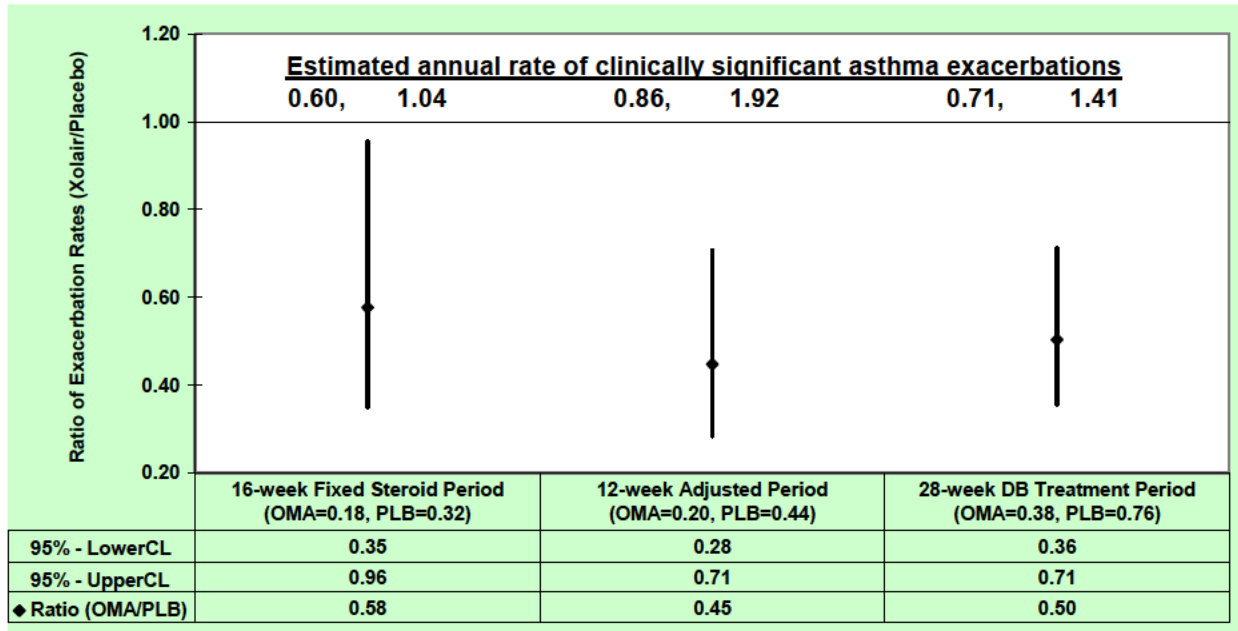 1.20
Estimated annual rate of clinically significant asthma exacerbations
0.60, 1.04 0.86, 1.92 0.71, 1.41
1.00
0.80
0.60
0.40
0.20
Ratio of Exacerbation Rates (Xolair/Placebo)
16-week Fixed Steroid Period 12-week Adjusted Period 28-week DB Treatment Period
(OMA=0.18, PLB=0.32) (OMA=0.20, PLB=0.44) (OMA=0.38, PLB=0.76)
95% - LowerCL 0.35 0.28 0.36
95% - UpperCL 0.96 0.71 0.71
Ratio (OMA/PLB) 0.58 0.45 0.50